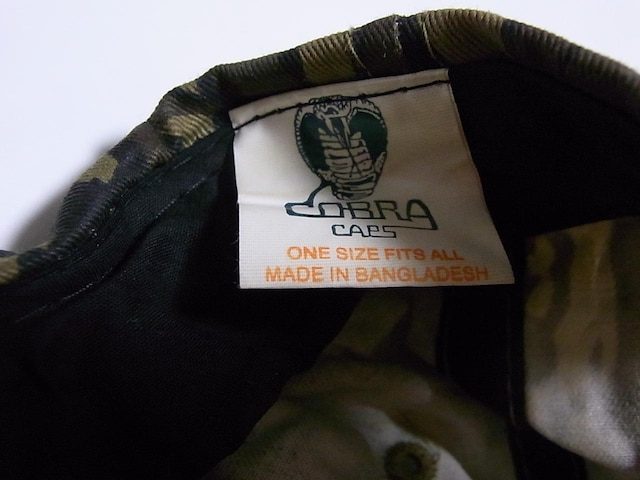 COBRA
CAPS
ONE SIZE FITS ALL
MADE IN BANGLADESH